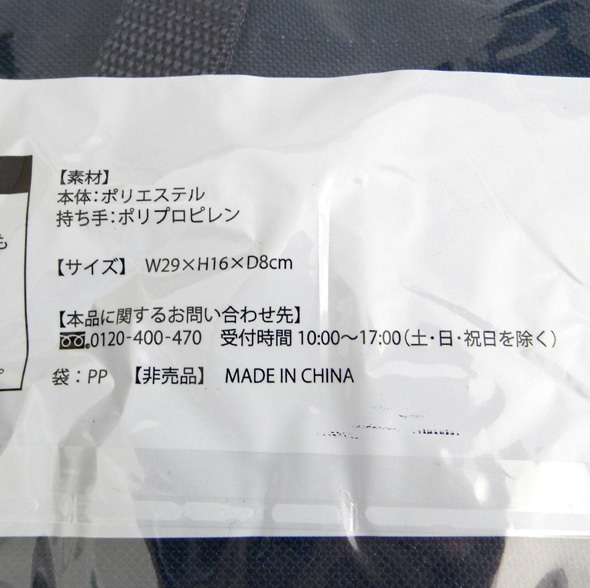 【素材】
本体:ポリエステル
持ち手:ポリプロピレン
も
【サイズ】 W29×H16×D8cm
【本品に関するお問い合わせ先】
0120-400-470 受付時間 10:00〜17:00(土・日・祝日を除く)
袋:PP 【非売品】 MADE IN CHINA